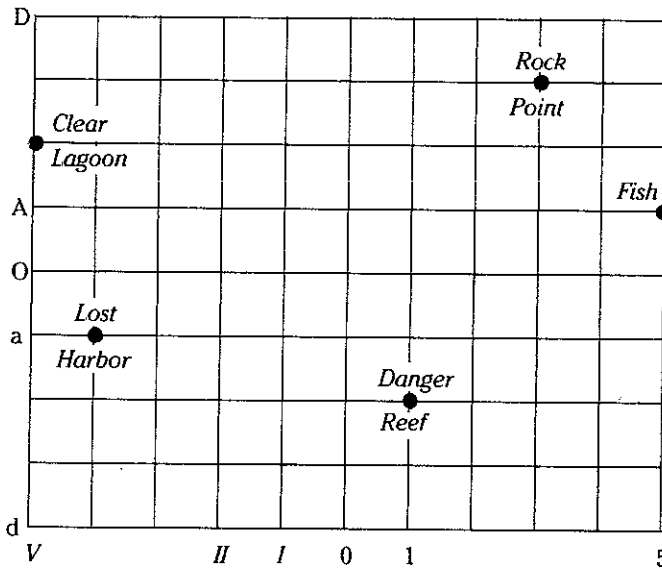 D
Rock
Point
Clear
Lagoon
A
Fish
O
Lost
a
Harbor
Danger
Reef
d
V II I 0 1 5